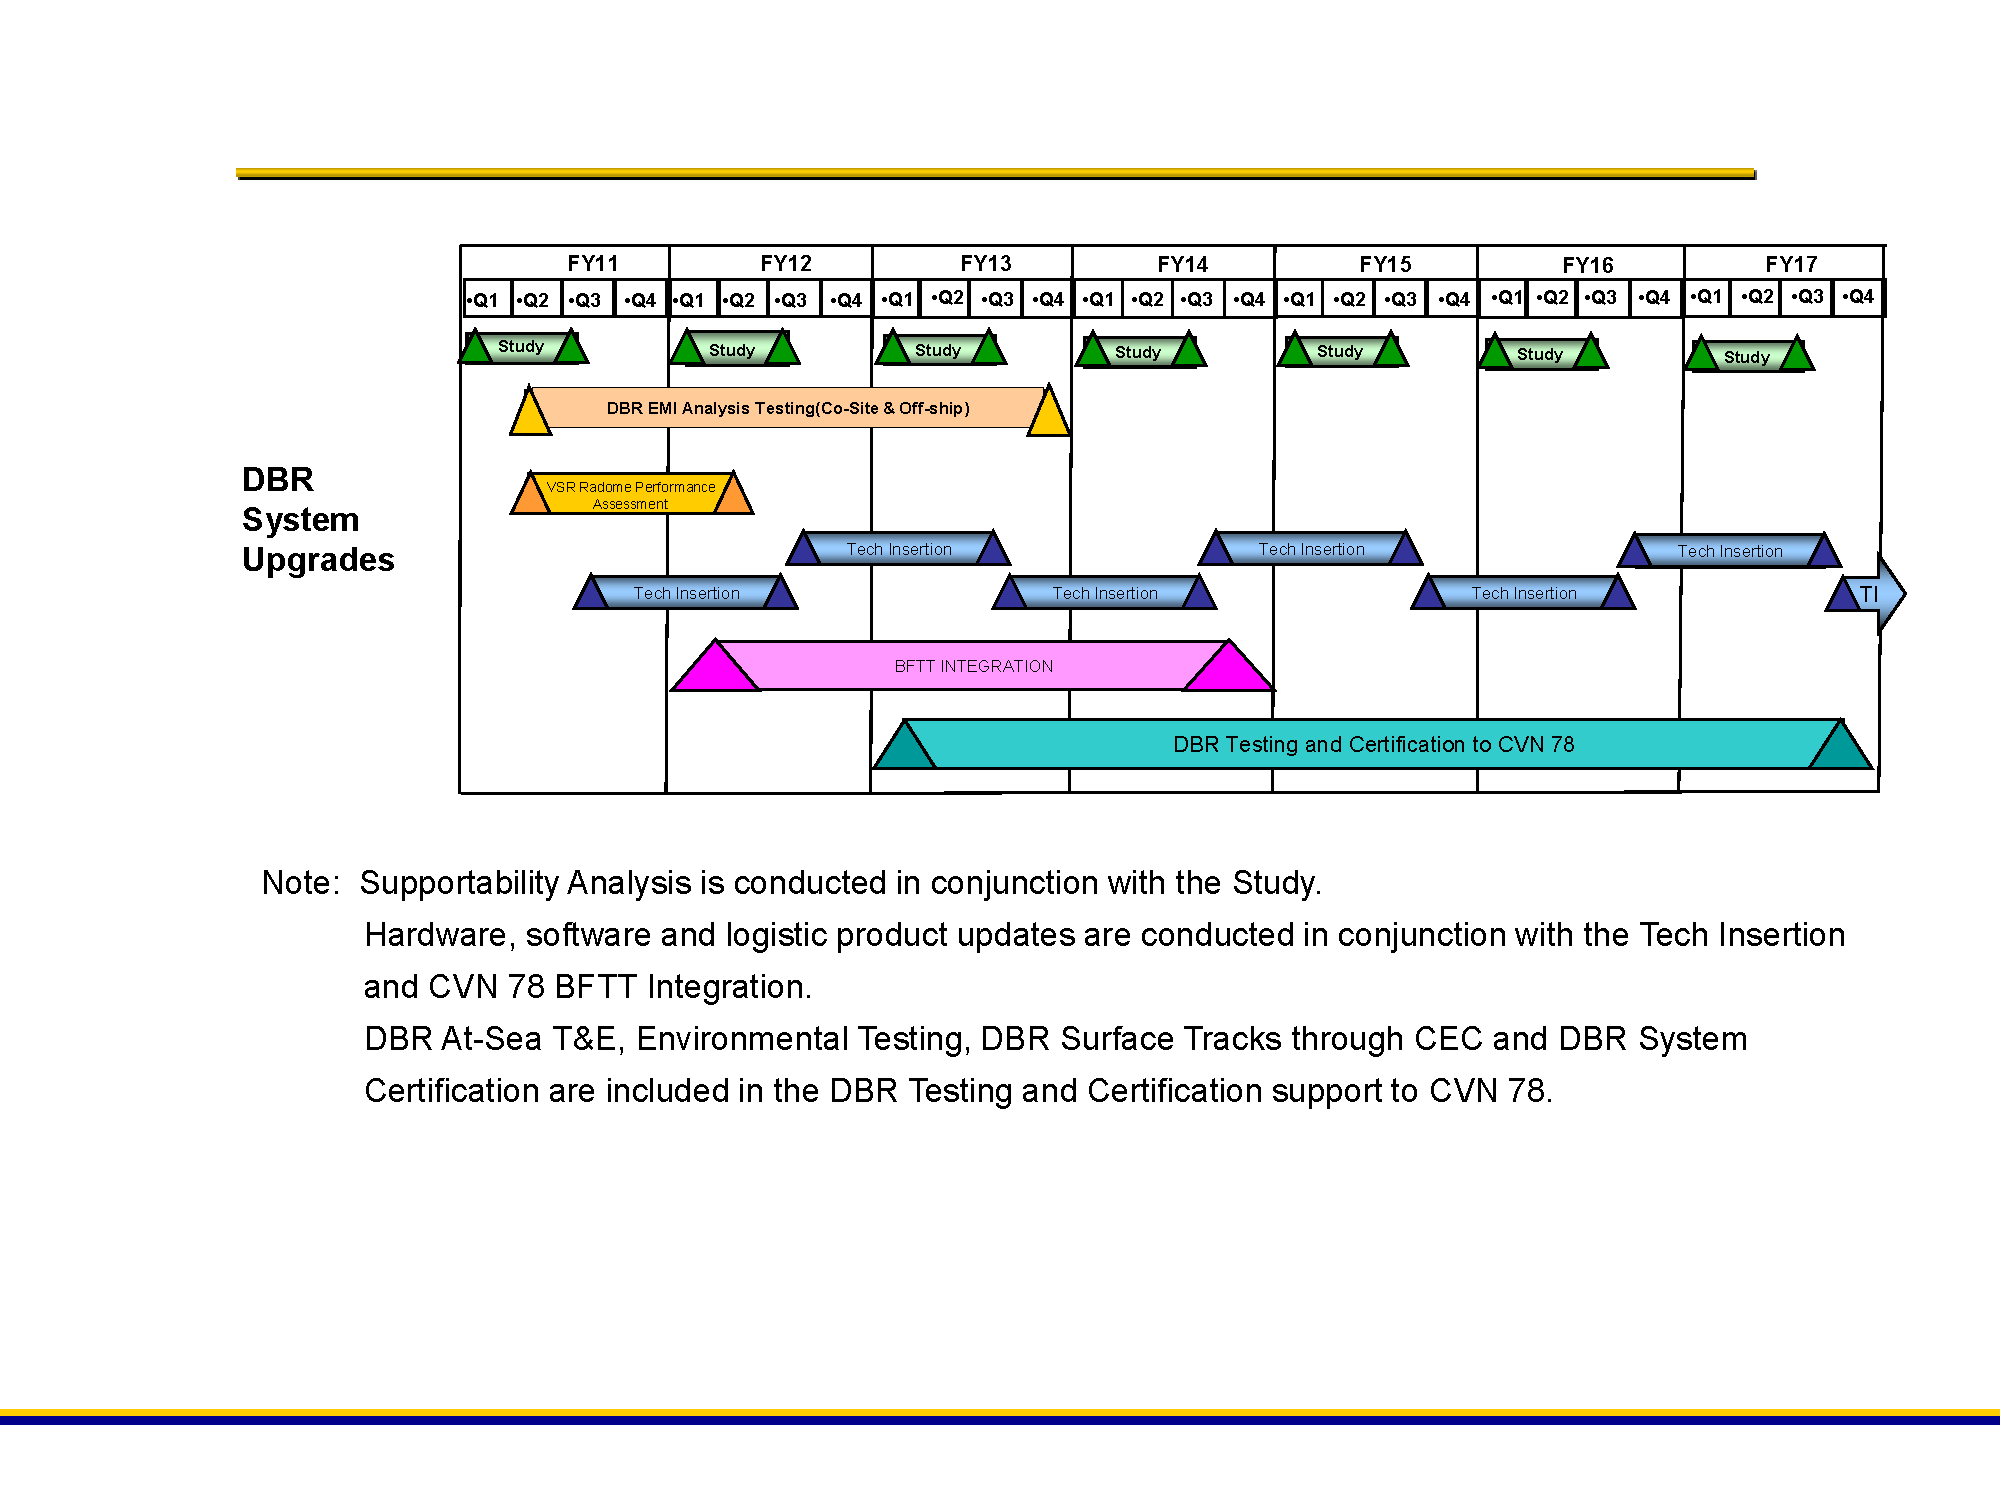 FY11 FY12 FY13 FY14 FY15 FY16 FY17
•Q1 •Q2 •Q3 •Q4 •Q1 •Q2 •Q3 •Q4 •Q1 •Q2 •Q3 •Q4 •Q1 •Q2 •Q3 •Q4 •Q1 •Q2 •Q3 •Q4 •Q1 •Q2 •Q3 •Q4 •Q1 •Q2 •Q3 •Q4
Study Study Study Study Study Study Study
DBR EMI Analysis Testing(Co-Site & Off-ship)
DBR
System
Upgrades
VSR Radome Performance
Assessment
Tech Insertion Tech Insertion Tech Insertion
Tech Insertion Tech Insertion Tech Insertion TI
BFTT INTEGRATION
DBR Testing and Certification to CVN 78
Note: Supportability Analysis is conducted in conjunction with the Study.
Hardware, software and logistic product updates are conducted in conjunction with the Tech Insertion
and CVN 78 BFTT Integration.
DBR At-Sea T&E, Environmental Testing, DBR Surface Tracks through CEC and DBR System
Certification are included in the DBR Testing and Certification support to CVN 78.